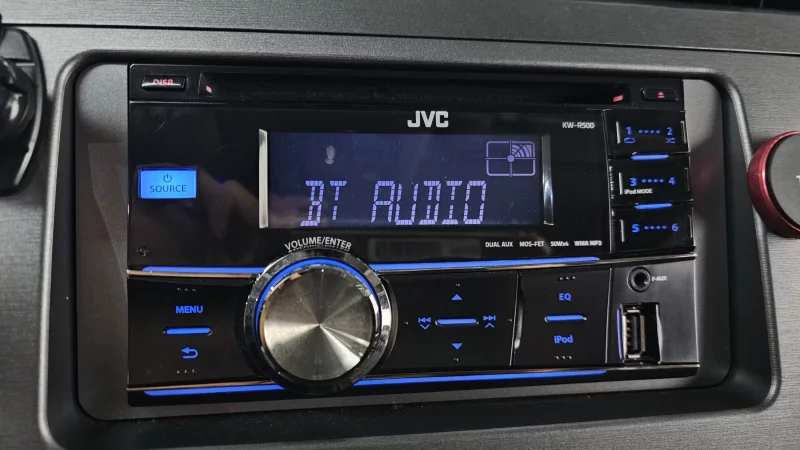 DISP
JVC
KW-R500
SOURCE
BT AUDIO
1 2
3 4
iPod MODE
5 6
DUAL AUX MOS-FET 50Wx4 WMA MP3
VOLUME/ENTER
MENU
EQ
iPod
F-AUX